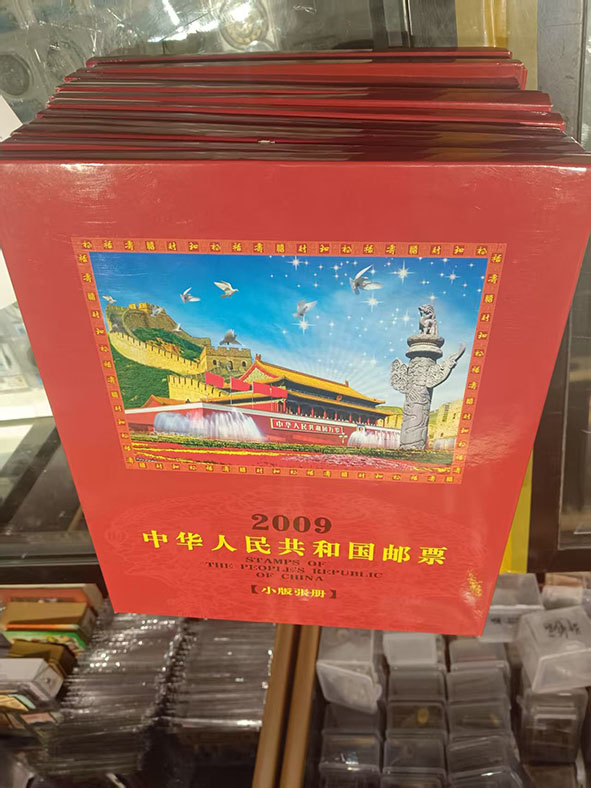 中华人民共和国万岁
2009
中华人民共和国邮票
STAMPS OF
THE PEOPLE'S REPUBLIC
OF CHINA
【小版张册】